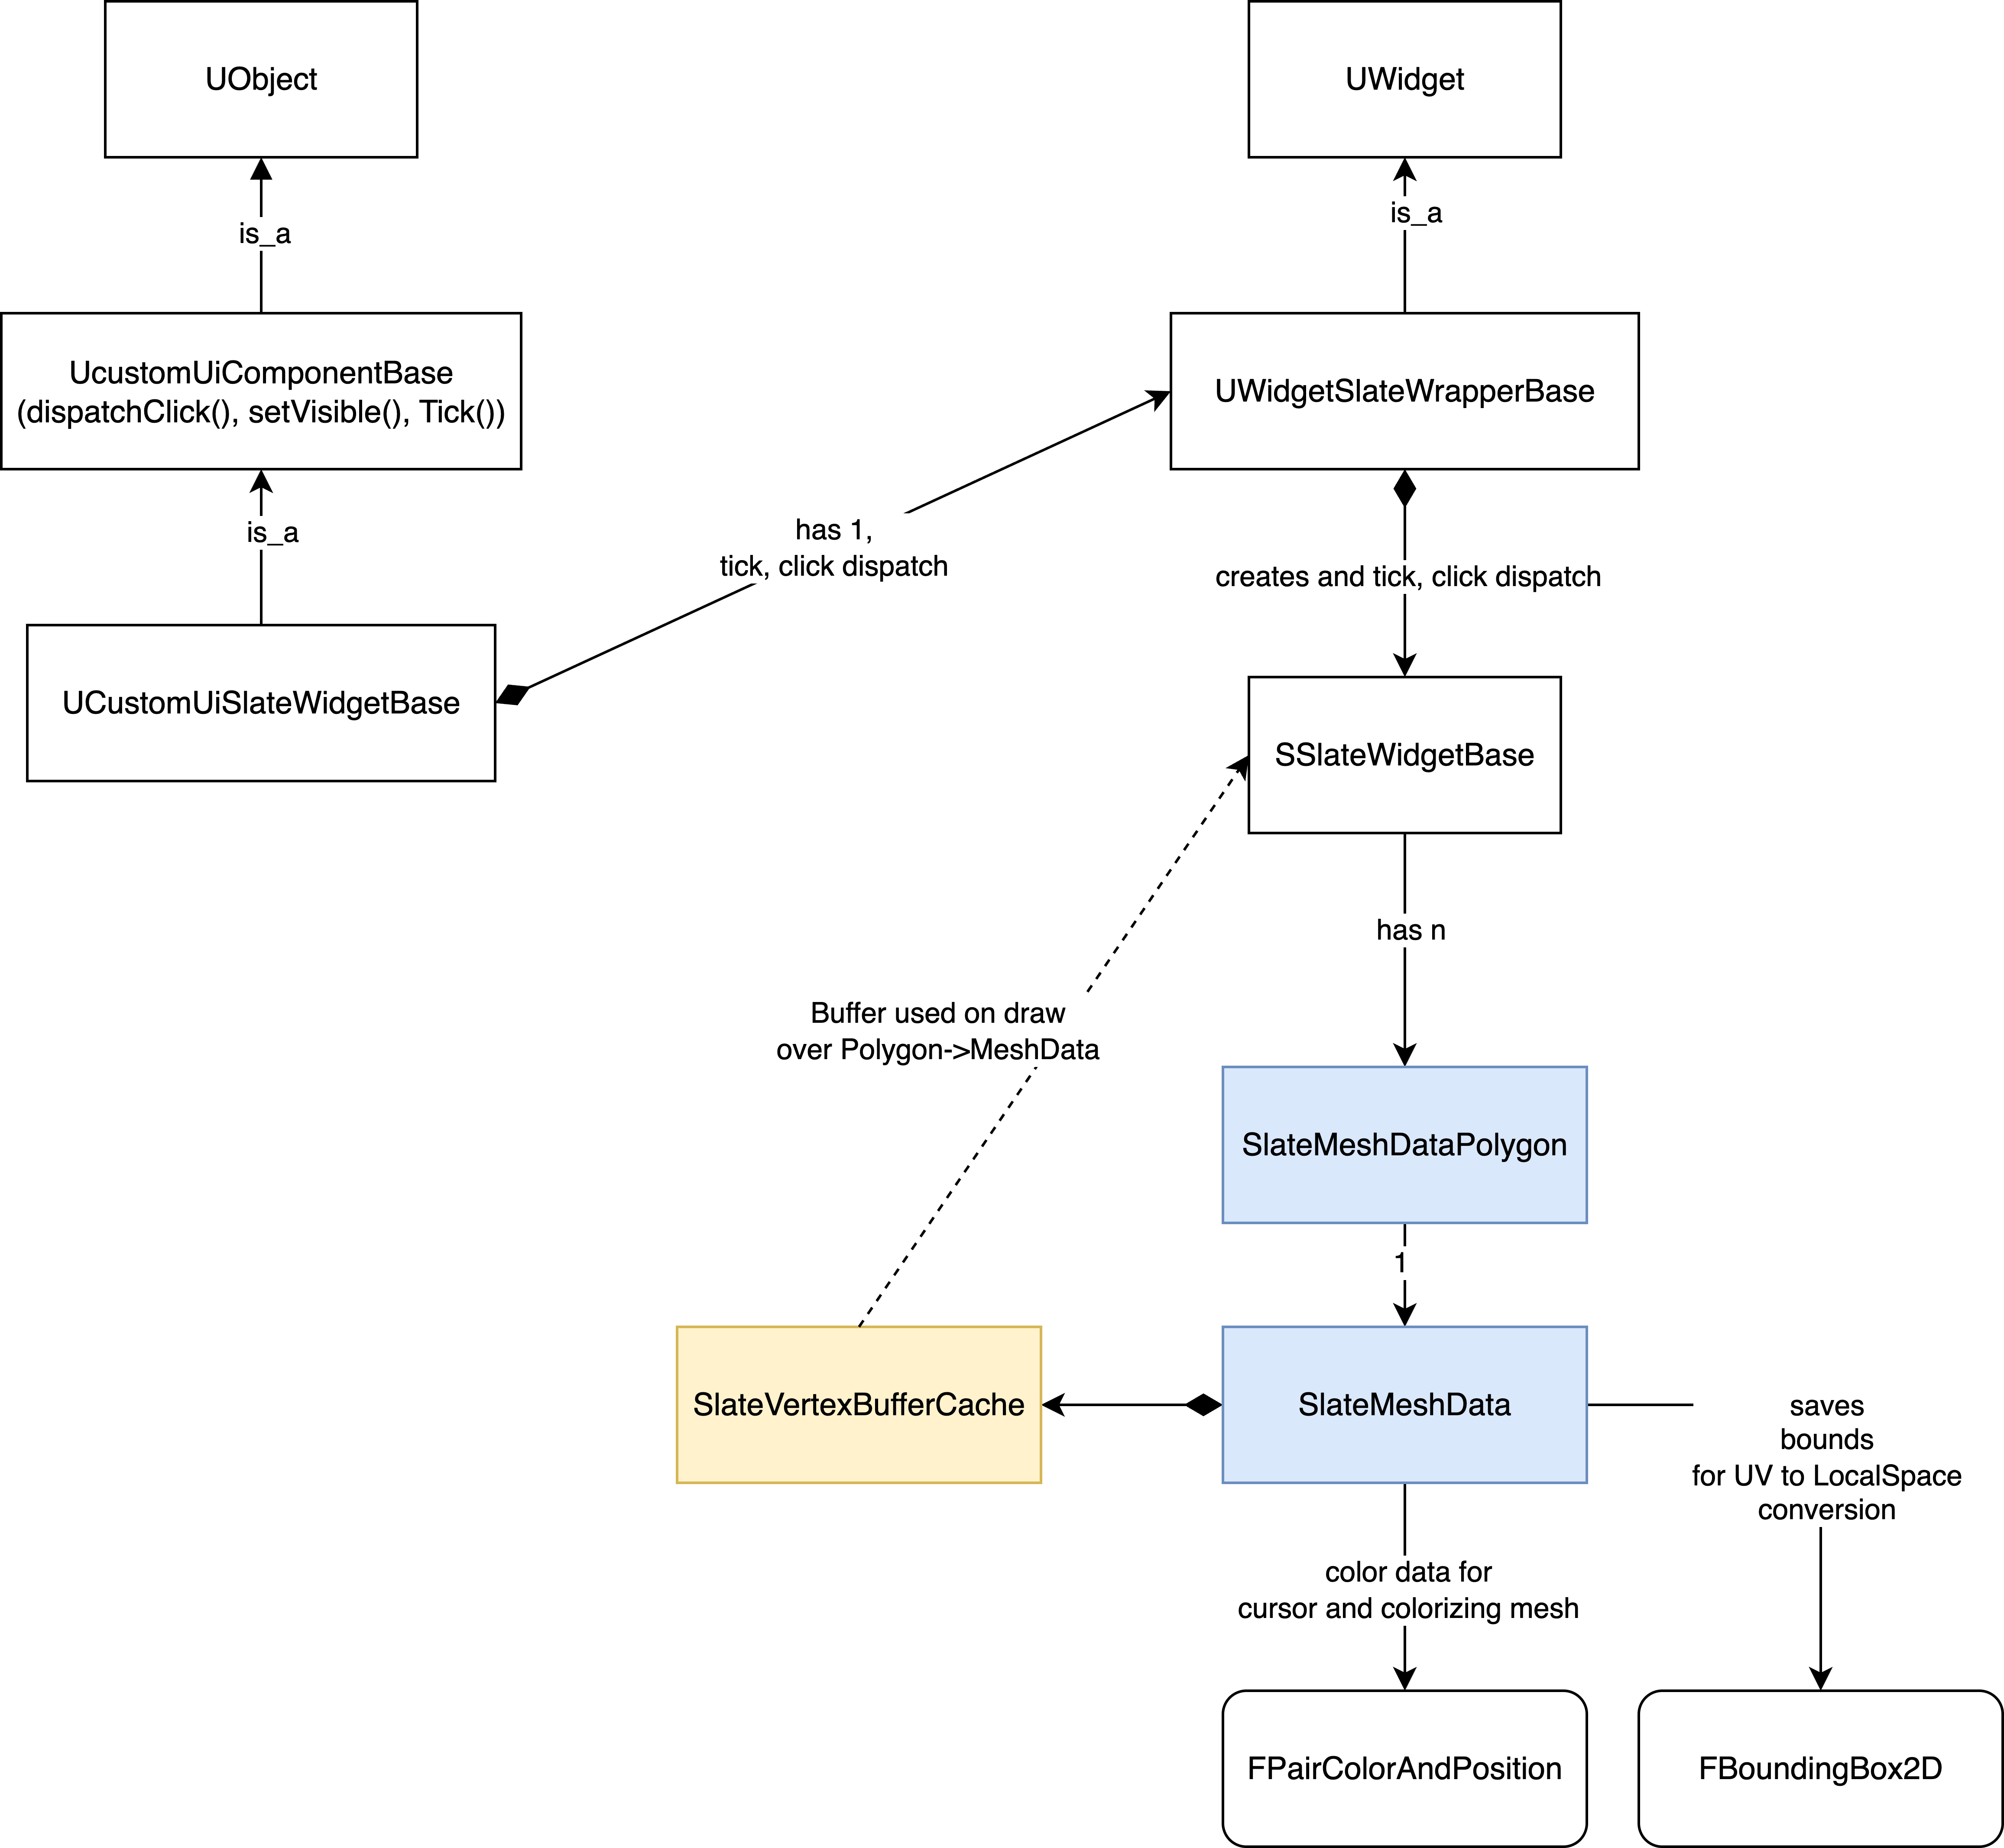 UObject
UWidget
is_a
is_a
UcustomUiComponentBase
(dispatchClick(), setVisible(), Tick())
UWidgetSlateWrapperBase
is_a
has 1,
tick, click dispatch
creates and tick, click dispatch
UCustomUiSlateWidgetBase
SSlateWidgetBase
has n
Buffer used on draw
over Polygon->MeshData
SlateMeshDataPolygon
1
SlateVertexBufferCache
SlateMeshData
saves
bounds
for UV to LocalSpace
conversion
color data for
cursor and colorizing mesh
FPairColorAndPosition
FBoundingBox2D